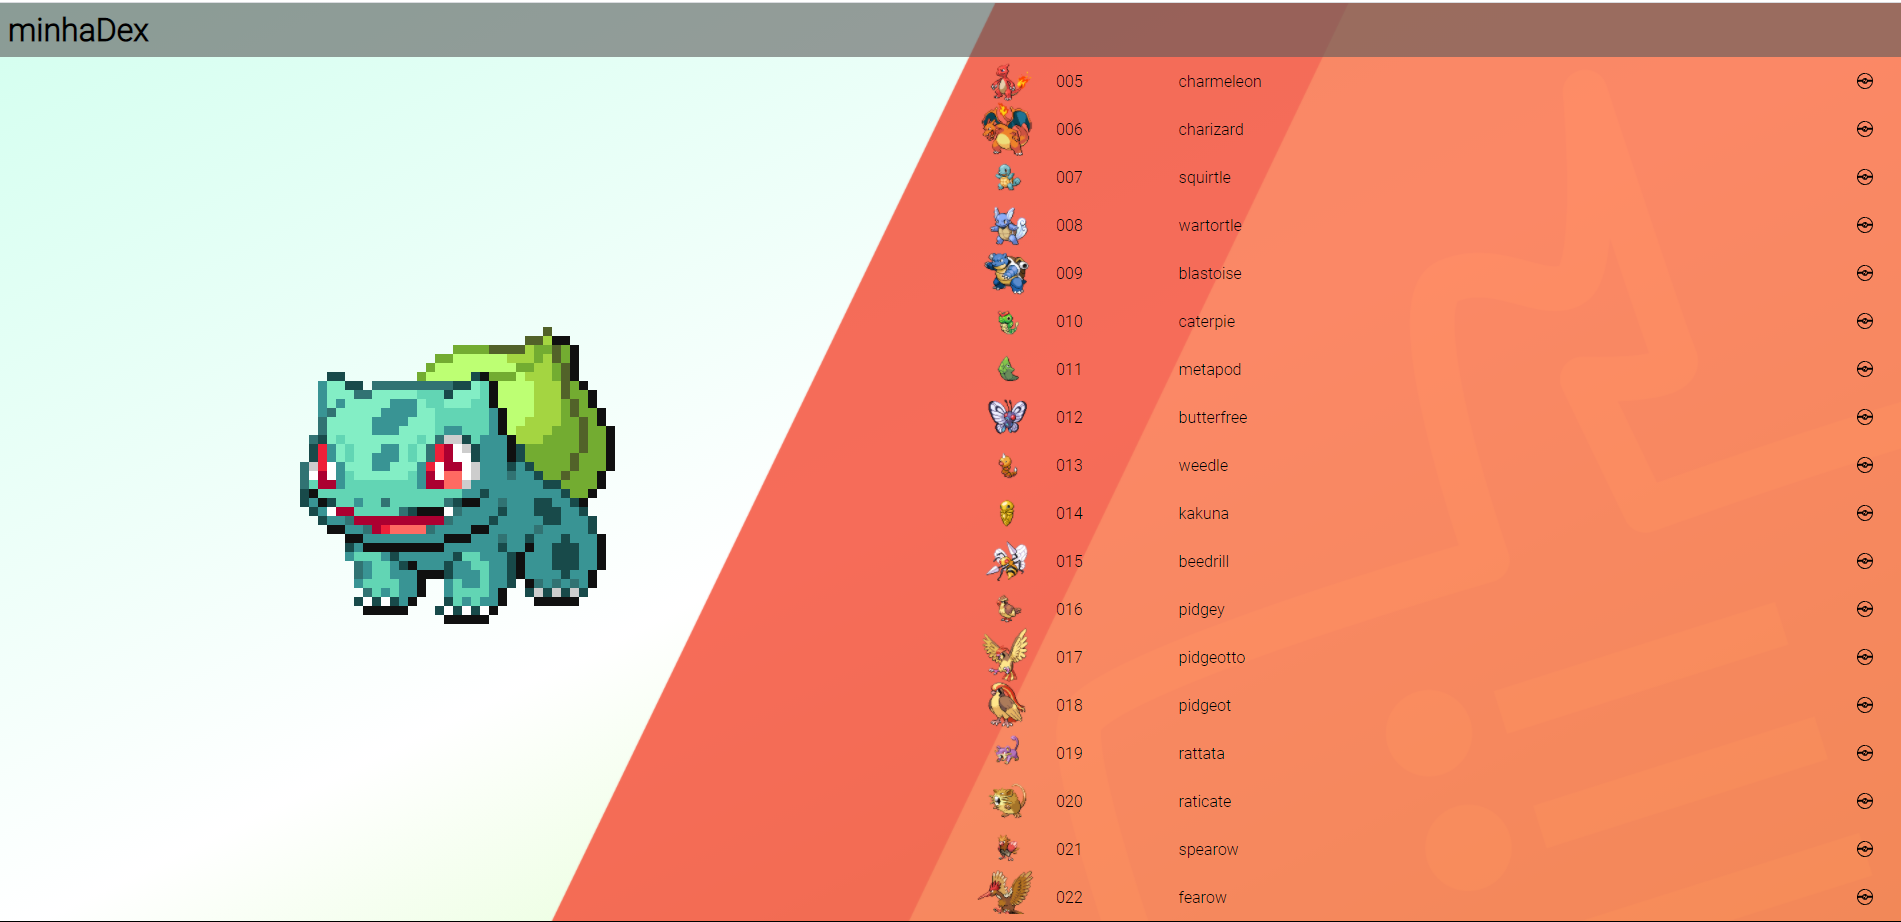 minhaDex
005 charmeleon
006 charizard
007 squirtle
008 wartortle
009 blastoise
010 caterpie
011 metapod
012 butterfree
013 weedle
014 kakuna
015 beedrill
016 pidgey
017 pidgeotto
018 pidgeot
019 rattata
020 raticate
021 spearow
022 fearow